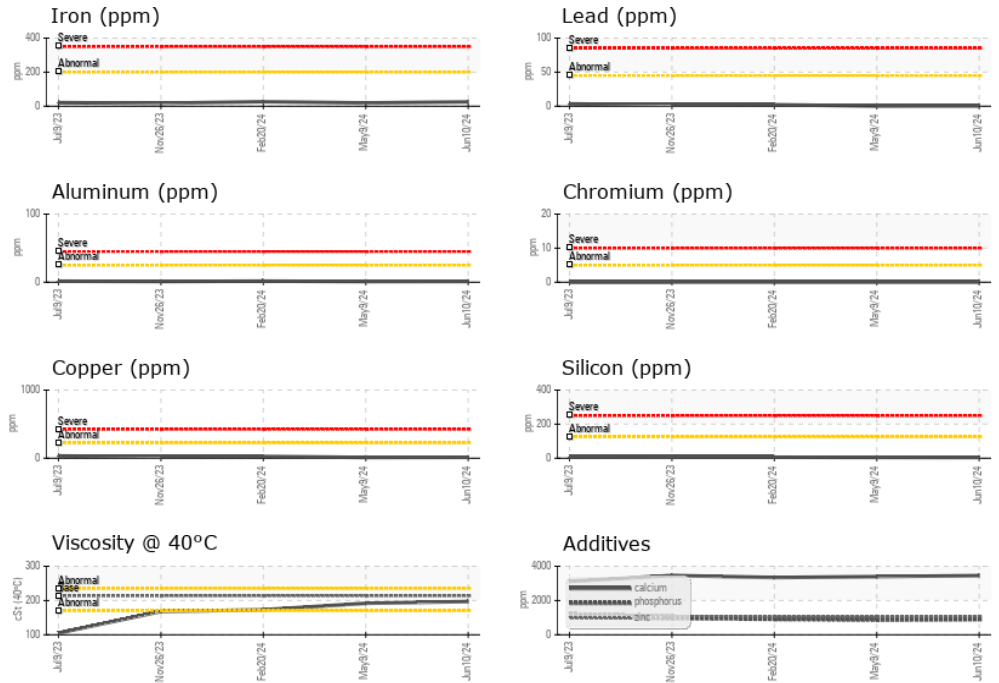 Iron (ppm)
400
200
0
ppm
Severe
Abnormal
Jul9/23
Nov26/23
Feb20/24
May9/24
Jun10/24
Lead (ppm)
100
50
0
ppm
Severe
Abnormal
Jul9/23
Nov26/23
Feb20/24
May9/24
Jun10/24
Aluminum (ppm)
100
0
ppm
Severe
Abnormal
Jul9/23
Nov26/23
Feb20/24
May9/24
Jun10/24
Chromium (ppm)
20
10
0
ppm
Severe
Abnormal
Jul9/23
Nov26/23
Feb20/24
May9/24
Jun10/24
Copper (ppm)
1000
0
ppm
Severe
Abnormal
Jul9/23
Nov26/23
Feb20/24
May9/24
Jun10/24
Silicon (ppm)
400
200
0
ppm
Severe
Abnormal
Jul9/23
Nov26/23
Feb20/24
May9/24
Jun10/24
Viscosity @ 40°C
300
200
100
cSt (40°C)
Abnormal
Base
Abnormal
Jul9/23
Nov26/23
Feb20/24
May9/24
Jun10/24
Additives
4000
2000
0
ppm
calcium
phosphorus
zinc
Jul9/23
Nov26/23
Feb20/24
May9/24
Jun10/24